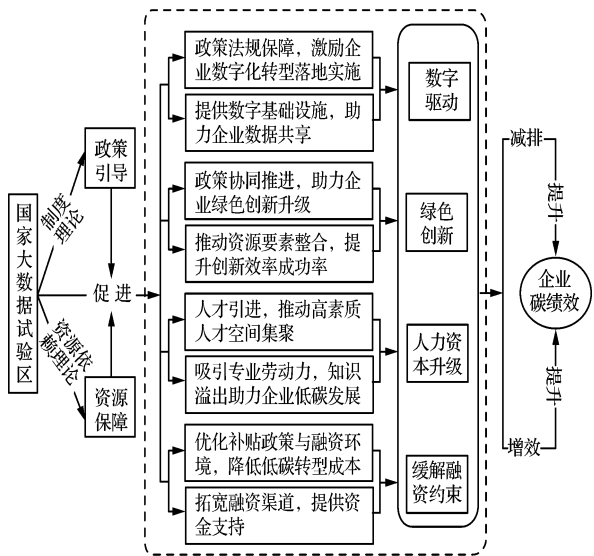 国家大数据试验区
制度
理论
资源依
赖理论
政策
引导
促进
资源
保障
政策法规保障，激励企
业数字化转型落地实施
提供数字基础设施，助
力企业数据共享
政策协同推进，助力企
业绿色创新升级
推动资源要素整合，提
升创新效率成功率
人才引进，推动高素质
人才空间集聚
吸引专业劳动力，知识
溢出助力企业低碳发展
优化补贴政策与融资环
境，降低低碳转型成本
拓宽融资渠道，提供资
金支持
数字
驱动
绿色
创新
人力资
本升级
缓解融
资约束
减排
提升
企业
碳绩效
提升
增效